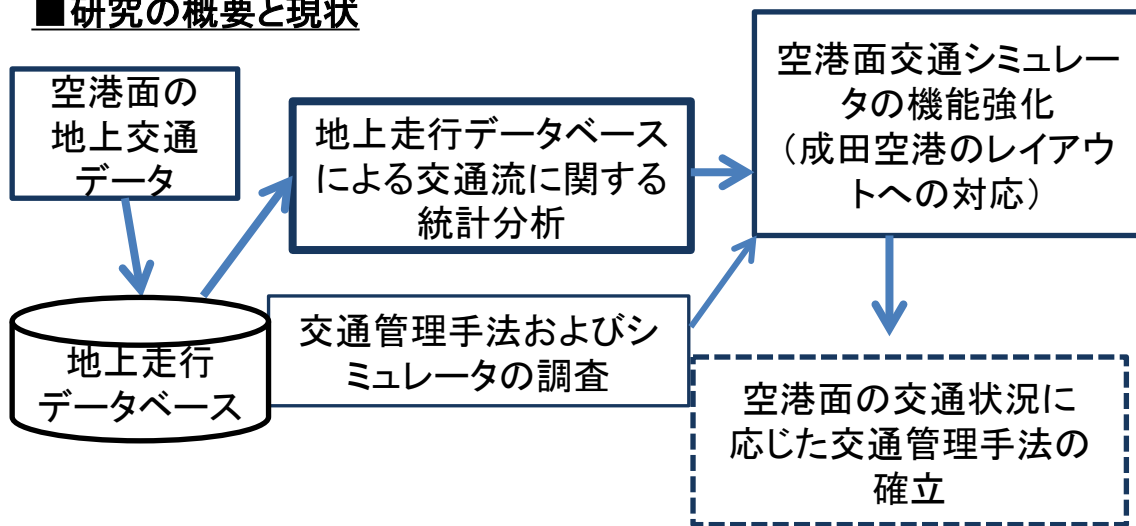 ■研究の概要と現状
空港面の
地上交通
データ
地上走行データベース
による交通流に関する
統計分析
空港面交通シミュレー
タの機能強化
（成田空港のレイアウ
トへの対応）
地上走行
データベース
交通管理手法およびシ
ミュレータの調査
空港面の交通状況に
応じた交通管理手法の
確立